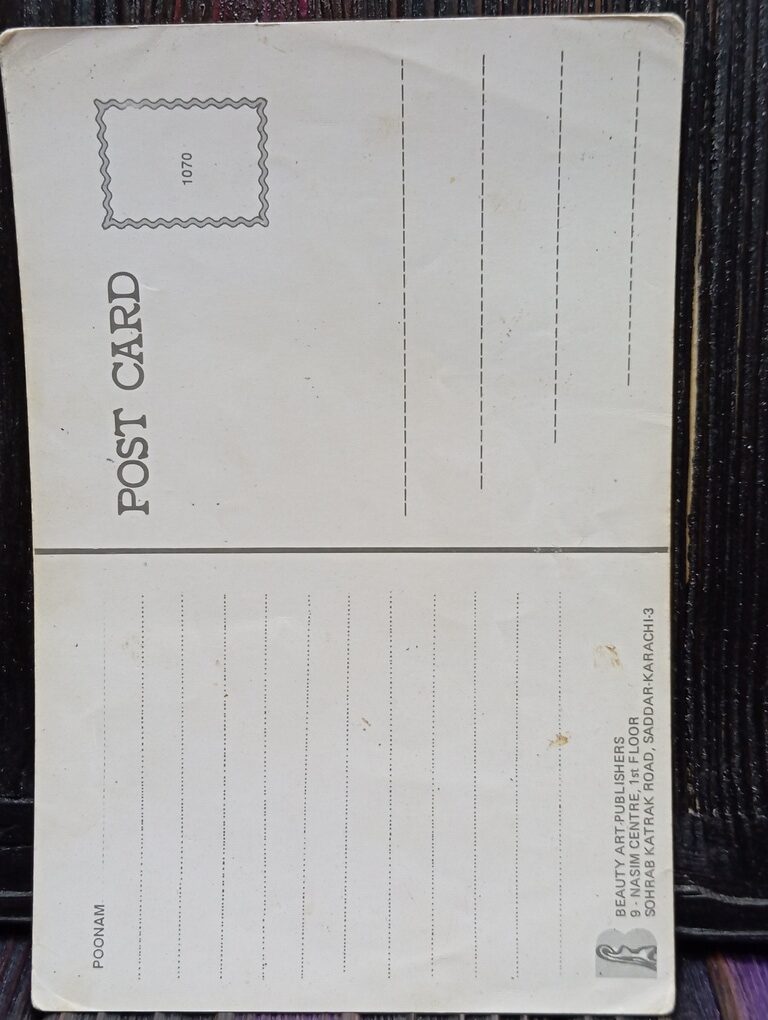 POONAM
POST CARD
1070
BEAUTY ART PUBLISHERS
9 - NASIM CENTRE, 1st FLOOR
SOHRAB KATRAK ROAD, SADDAR-KARACHI-3